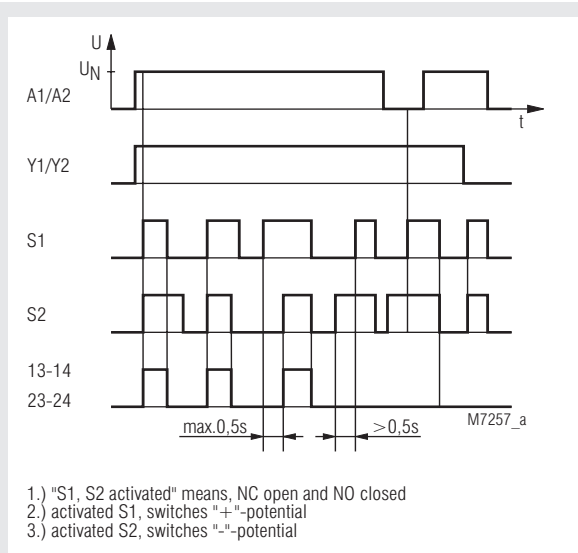 U
UN
A1/A2
t
Y1/Y2
S1
S2
13-14
23-24
M7257_a
max.0,5s
>0,5s
1.) "S1, S2 activated" means, NC open and NO closed
2.) activated S1, switches "+"-potential
3.) activated S2, switches "-"-potential